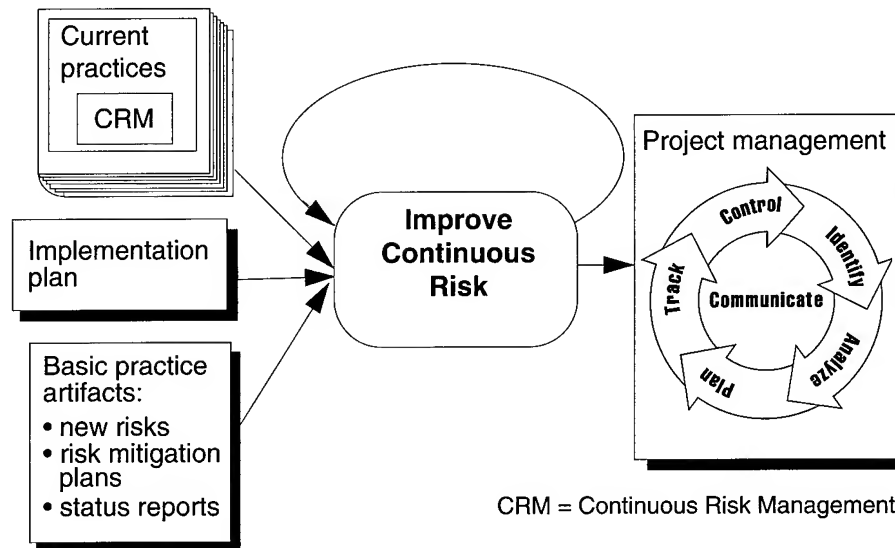 Current
practices
CRM
Implementation
plan
Basic practice
artifacts:
• new risks
• risk mitigation
plans
• status reports
Improve
Continuous
Risk
Project management
Control
Identify
Analyze
Plan
Track
Communicate
CRM = Continuous Risk Management